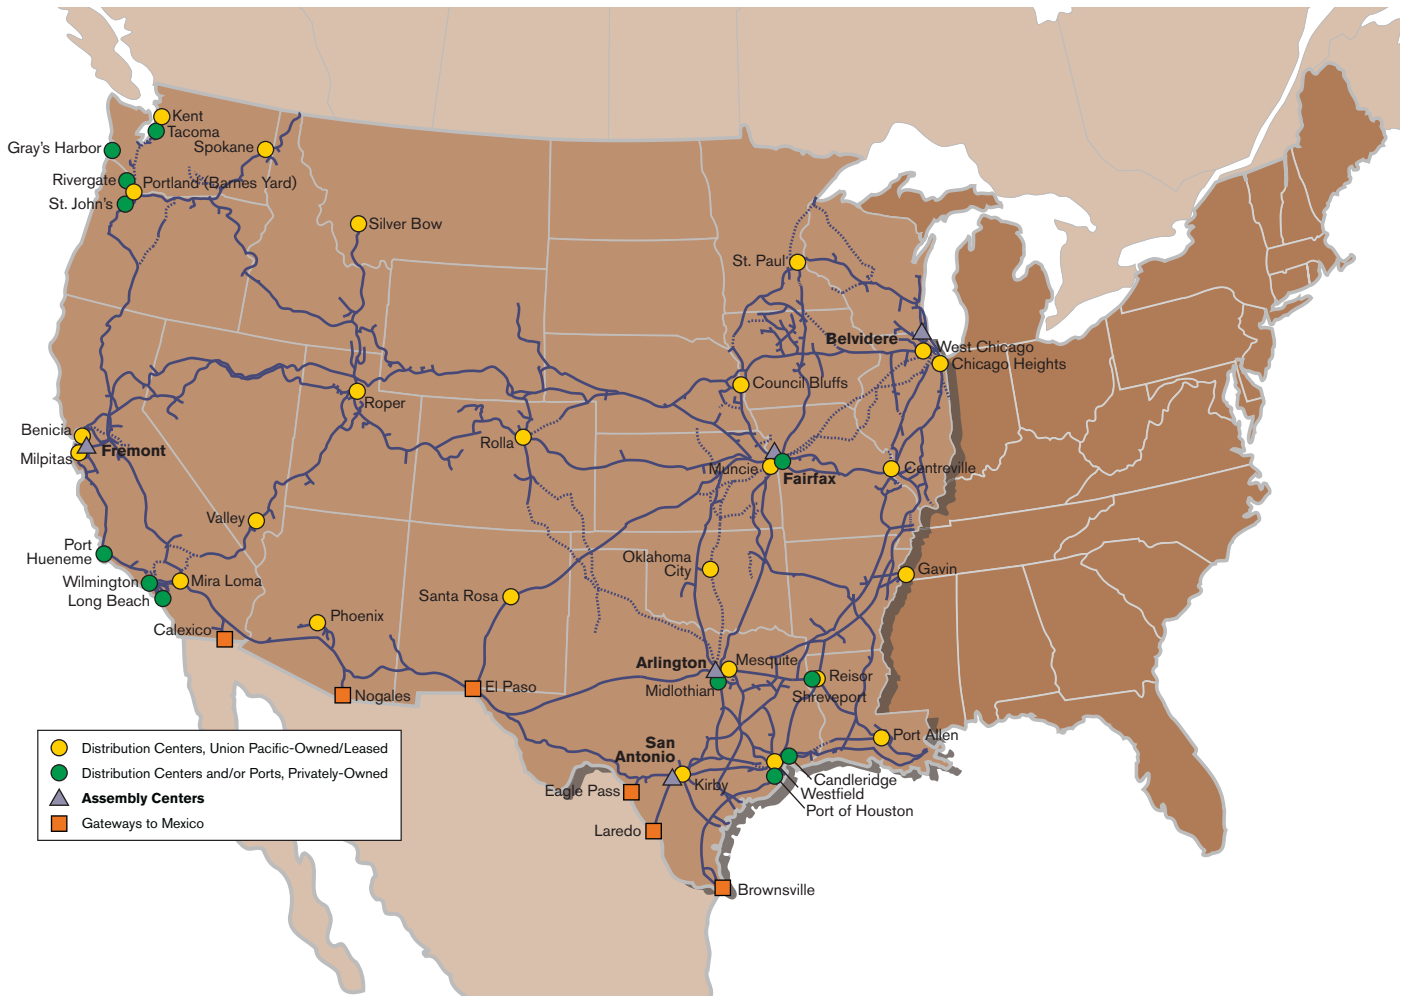 Kent
Tacoma
Gray's Harbor
Spokane
Rivergate
Portland (Barnes Yard)
St. John's
Silver Bow
St. Paul
Belvidere
West Chicago
Chicago Heights
Council Bluffs
Roper
Benicia
Fremont
Milpitas
Rolla
Muncie
Fairfax
Centreville
Valley
Port
Hueneme
Oklahoma
City
Gavin
Wilmington
Mira Loma
Long Beach
Santa Rosa
Phoenix
Calexico
Arlington
Mesquite
Midlothian
Reisor
Shreveport
Nogales
El Paso
San
Antonio
Port Allen
Kirby
Candleridge
Westfield
Port of Houston
Eagle Pass
Laredo
Brownsville
Distribution Centers, Union Pacific-Owned/Leased
Distribution Centers and/or Ports, Privately-Owned
Assembly Centers
Gateways to Mexico